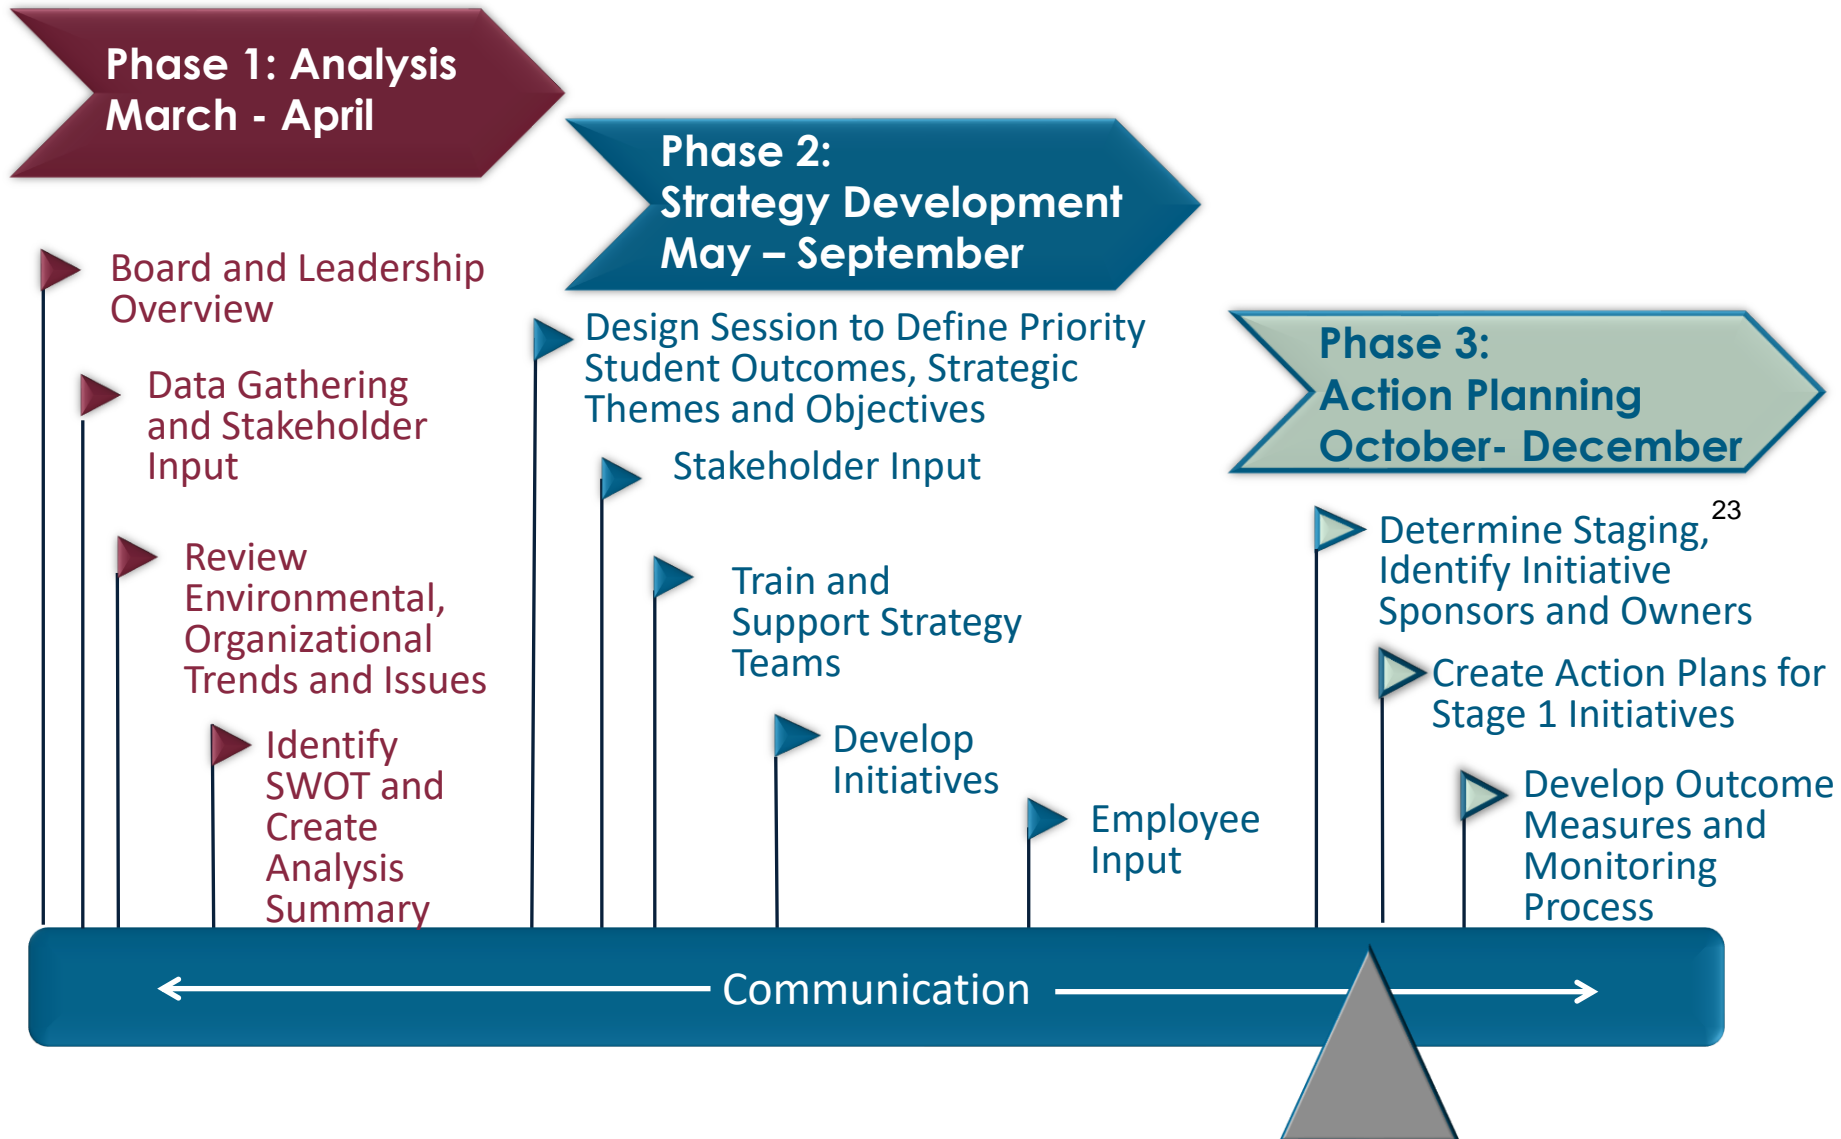 Phase 1: Analysis
March - April
Board and Leadership
Overview
Data Gathering
and Stakeholder
Input
Review
Environmental,
Organizational
Trends and Issues
Identify
SWOT and
Create
Analysis
Summary
Phase 2:
Strategy Development
May – September
Design Session to Define Priority
Student Outcomes, Strategic
Themes and Objectives
Stakeholder Input
Train and
Support Strategy
Teams
Develop
Initiatives
Employee
Input
Phase 3:
Action Planning
October- December
23
Determine Staging,
Identify Initiative
Sponsors and Owners
Create Action Plans for
Stage 1 Initiatives
Develop Outcome
Measures and
Monitoring
Process
Communication